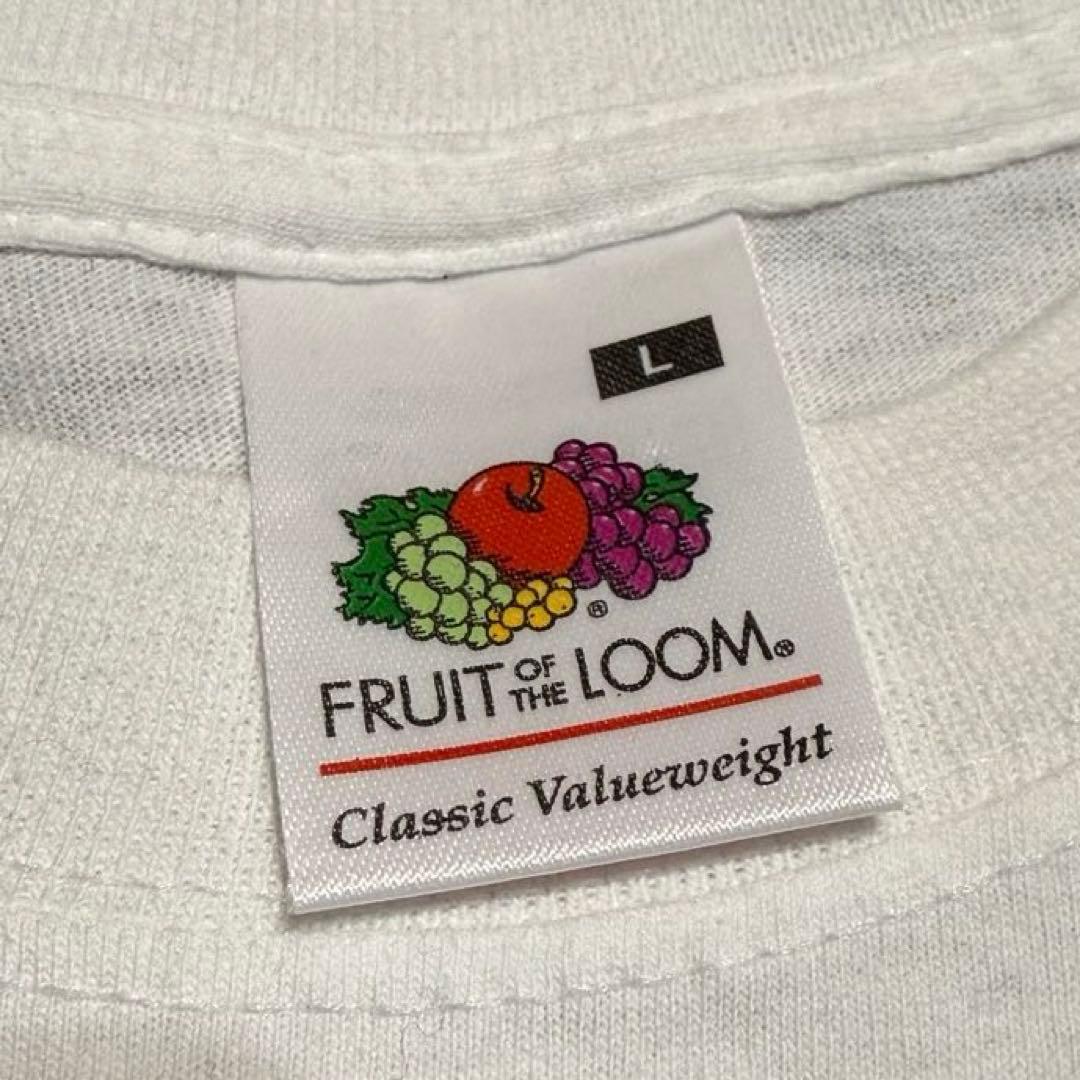 L
®
FRUIT OF THE LOOM®
Classic Valueweight